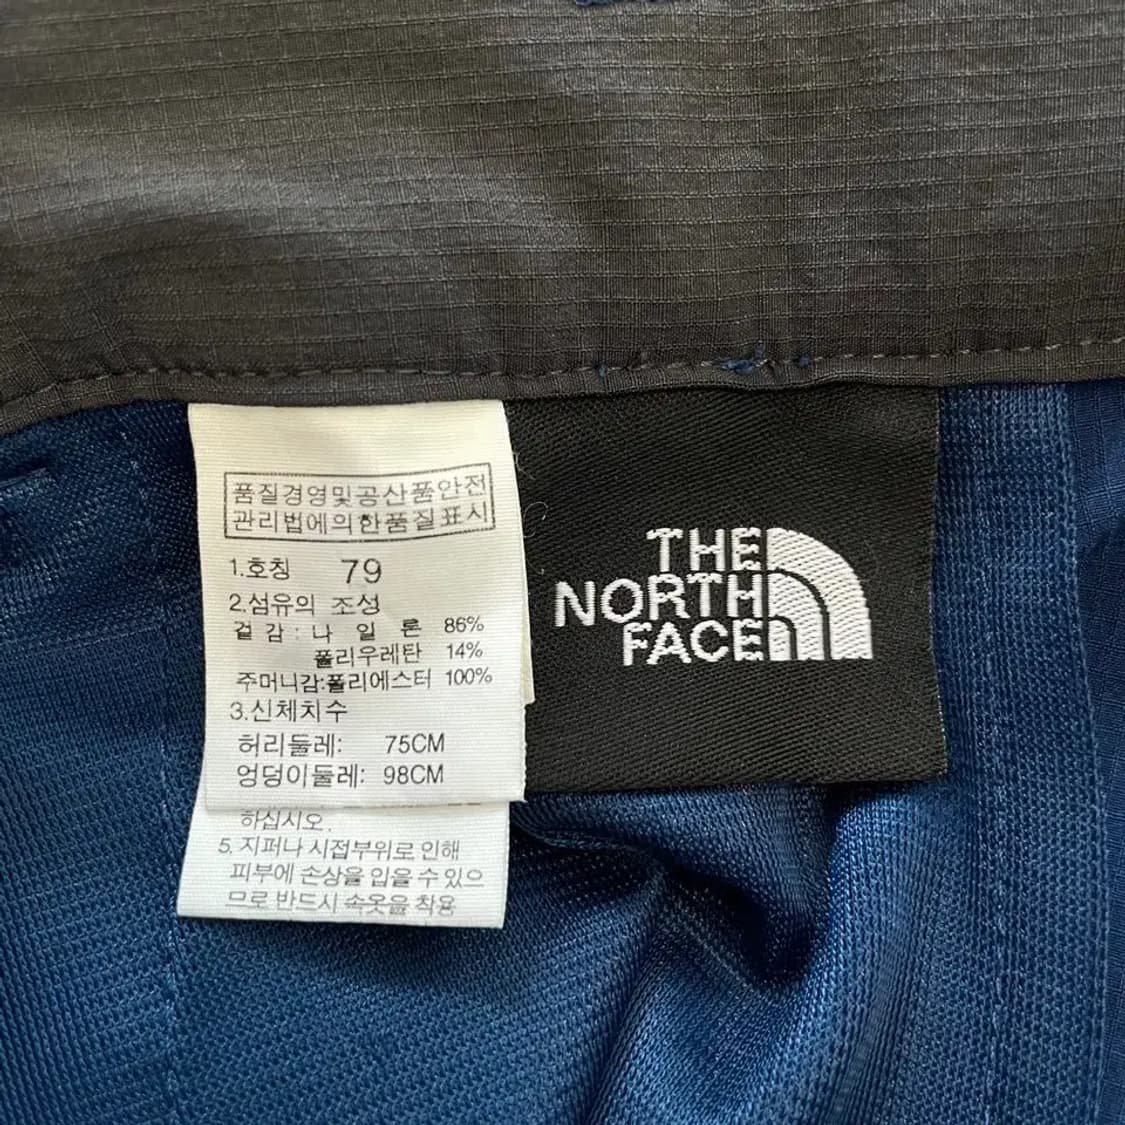 품질경영및공산품안전
관리법에의한품질표시
1.호칭 79
2.섬유의 조성
겉감: 나일론 86%
폴리우레탄 14%
주머니감:폴리에스터 100%
3.신체치수
허리둘레: 75CM
엉덩이둘레: 98CM
하십시오.
5. 지퍼나 시접부위로 인해
피부에 손상을 입을 수 있으
므로 반드시 속옷을 착용
THE
NORTH
FACE